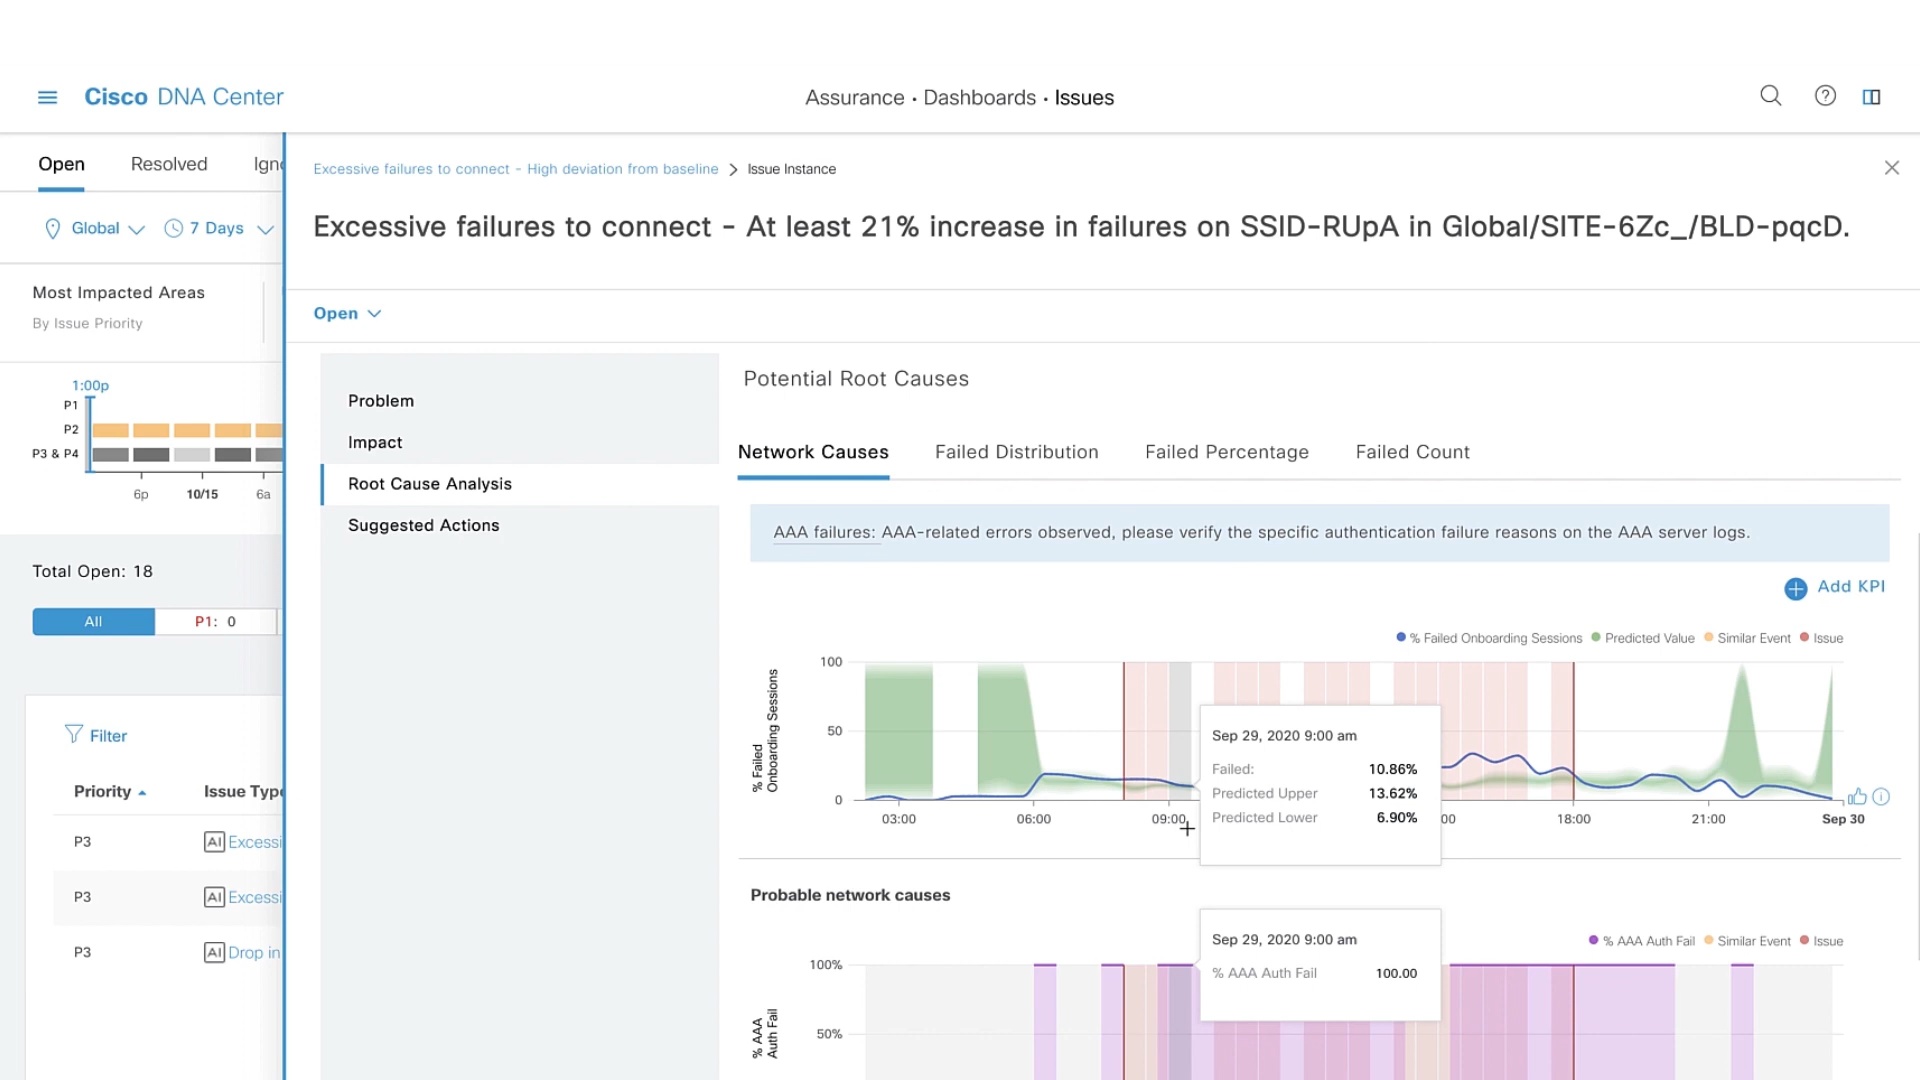 Cisco DNA Center
Assurance · Dashboards · Issues
Open
Resolved
Global
7 Days
Most Impacted Areas
By Issue Priority
1:00p
P1
P2
P3 & P4
6p
10/15
6a
Total Open: 18
All
P1: 0
Filter
Priority
Issue Type
P3
AI Excessi
P3
AI Excessi
P3
AI Drop in
Excessive failures to connect - High deviation from baseline > Issue Instance
Excessive failures to connect - At least 21% increase in failures on SSID-RUpA in Global/SITE-6Zc_/BLD-pqcD.
Open
Problem
Impact
Root Cause Analysis
Suggested Actions
Potential Root Causes
Network Causes
Failed Distribution
Failed Percentage
Failed Count
AAA failures: AAA-related errors observed, please verify the specific authentication failure reasons on the AAA server logs.
Add KPI
% Failed Onboarding Sessions
Predicted Value
Similar Event
Issue
% Failed
Onboarding Sessions
100
50
0
03:00
06:00
09:00
:00
18:00
21:00
Sep 30
Sep 29, 2020 9:00 am
Failed: 10.86%
Predicted Upper 13.62%
Predicted Lower 6.90%
Probable network causes
% AAA Auth Fail
Similar Event
Issue
% AAA
Auth Fail
100%
50%
Sep 29, 2020 9:00 am
% AAA Auth Fail 100.00